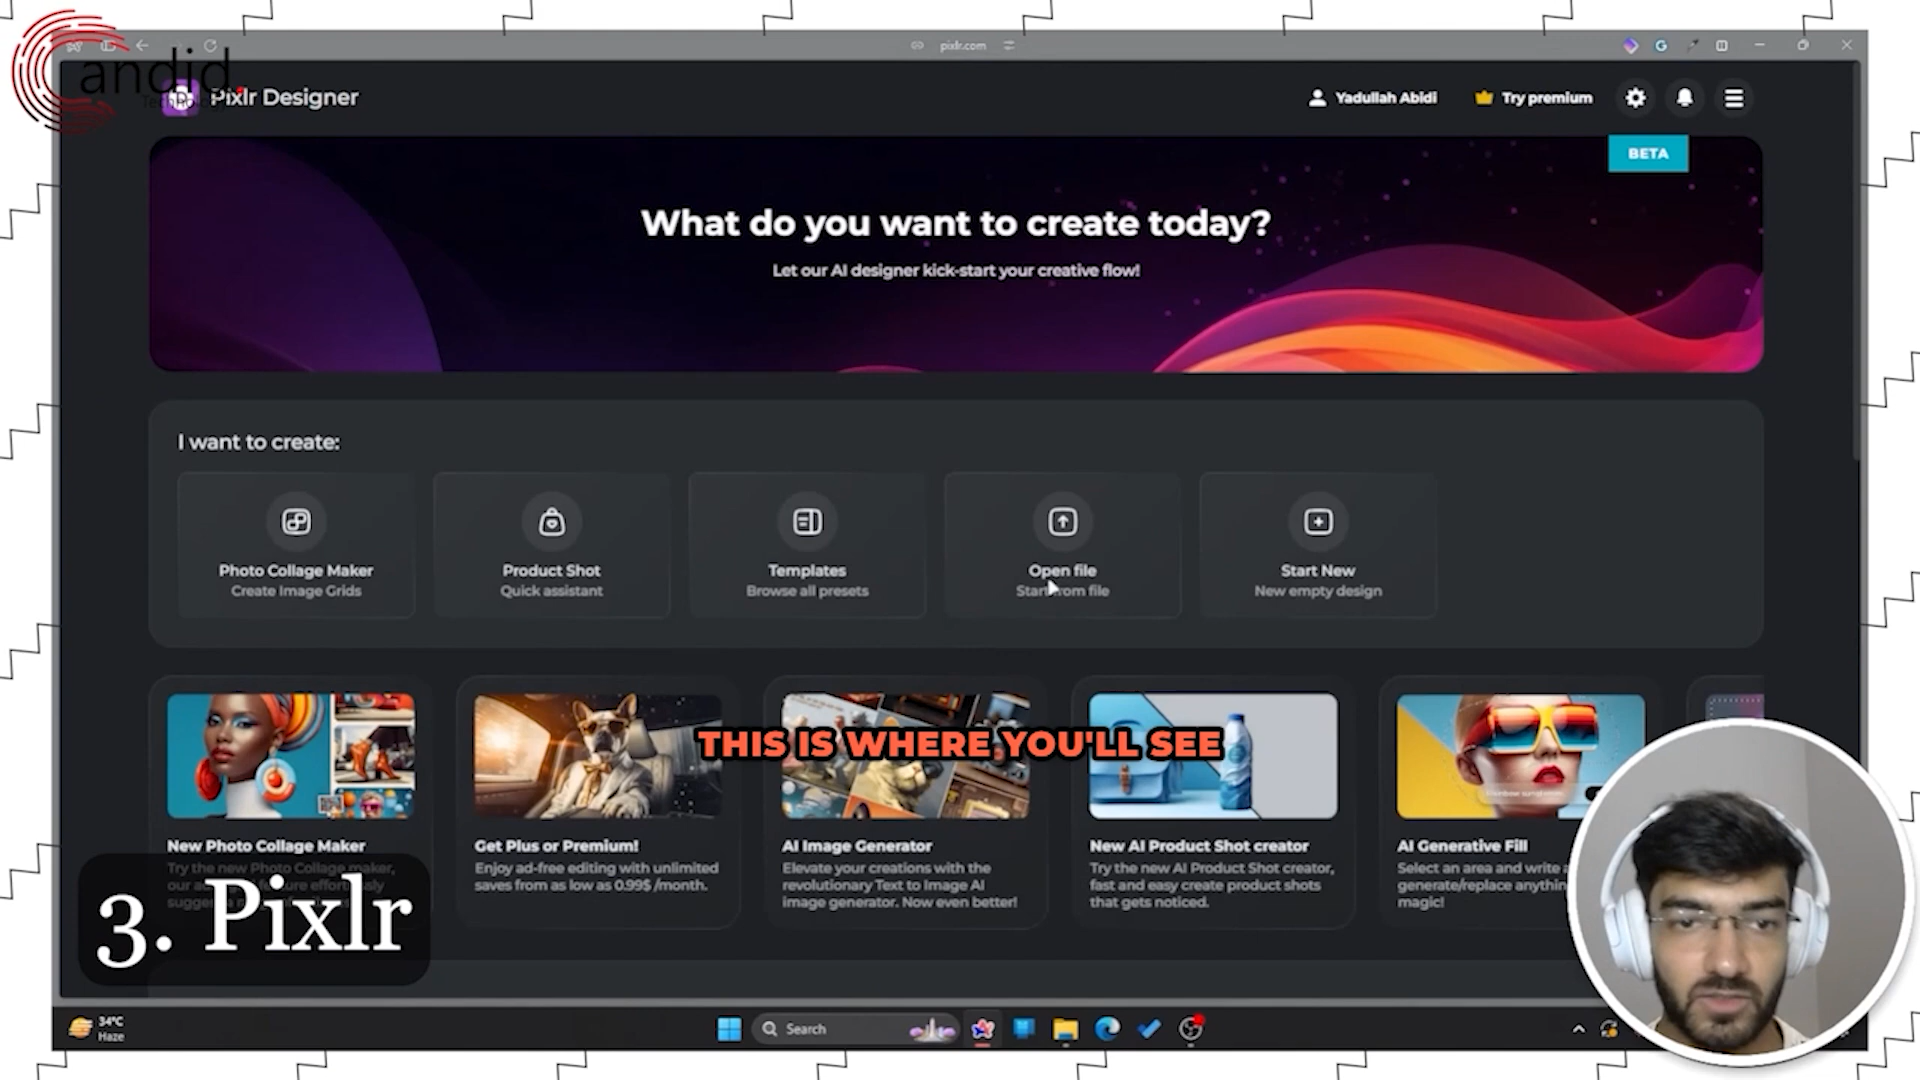 pixlr.com
Candid
Pixlr Designer
Yadullah Abidi
Try premium
BETA
What do you want to create today?
Let our AI designer kick-start your creative flow!
I want to create:
Photo Collage Maker
Create Image Grids
Product Shot
Quick assistant
Templates
Browse all presets
Open file
Start from file
Start New
New empty design
THIS IS WHERE YOU'LL SEE
New Photo Collage Maker
Try the new Photo Collage maker,
our
Get Plus or Premium!
Enjoy ad-free editing with unlimited
saves from as low as 0.99$ /month.
AI Image Generator
Elevate your creations with the
revolutionary Text to Image AI
image generator. Now even better!
New AI Product Shot creator
Try the new AI Product Shot creator,
fast and easy create product shots
that gets noticed.
AI Generative Fill
Select an area and write
generate/replace
magic!
3. Pixlr
34°C
Haze
Search